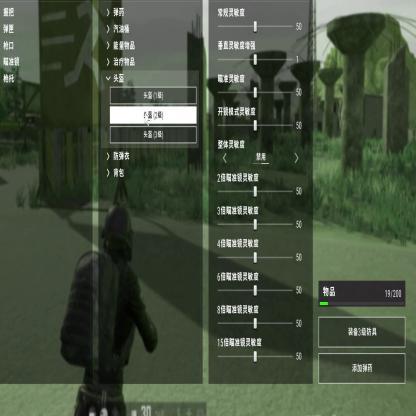 握把
弹匣
枪口
瞄准镜
枪托
弹药
汽油桶
能量物品
治疗物品
头盔
头盔 (1级)
头盔 (2级)
头盔 (3级)
防弹衣
背包
常规灵敏度
50
垂直灵敏度增强
1
瞄准灵敏度
50
开镜模式灵敏度
50
整体灵敏度
禁用
2倍瞄准镜灵敏度
50
3倍瞄准镜灵敏度
50
4倍瞄准镜灵敏度
50
6倍瞄准镜灵敏度
50
8倍瞄准镜灵敏度
50
15倍瞄准镜灵敏度
50
物品
19/200
装备3级防具
添加弹药